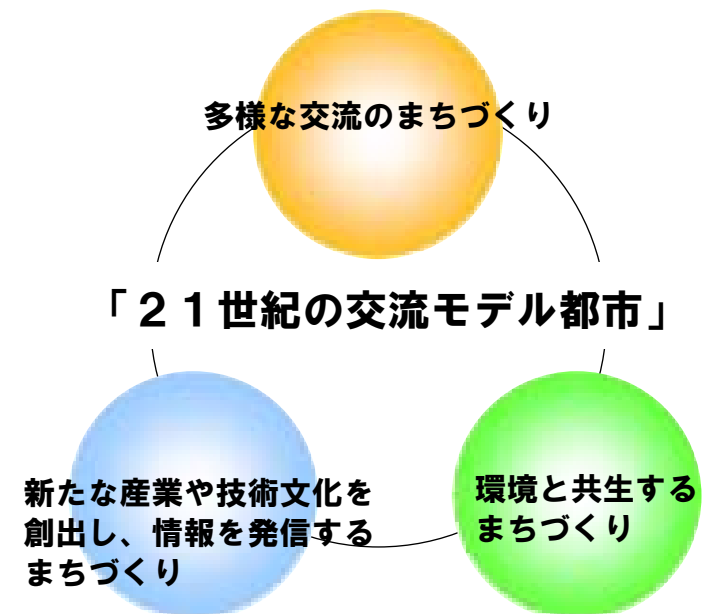 多様な交流のまちづくり
「２１世紀の交流モデル都市」
新たな産業や技術文化を
創出し、情報を発信する
まちづくり
環境と共生する
まちづくり